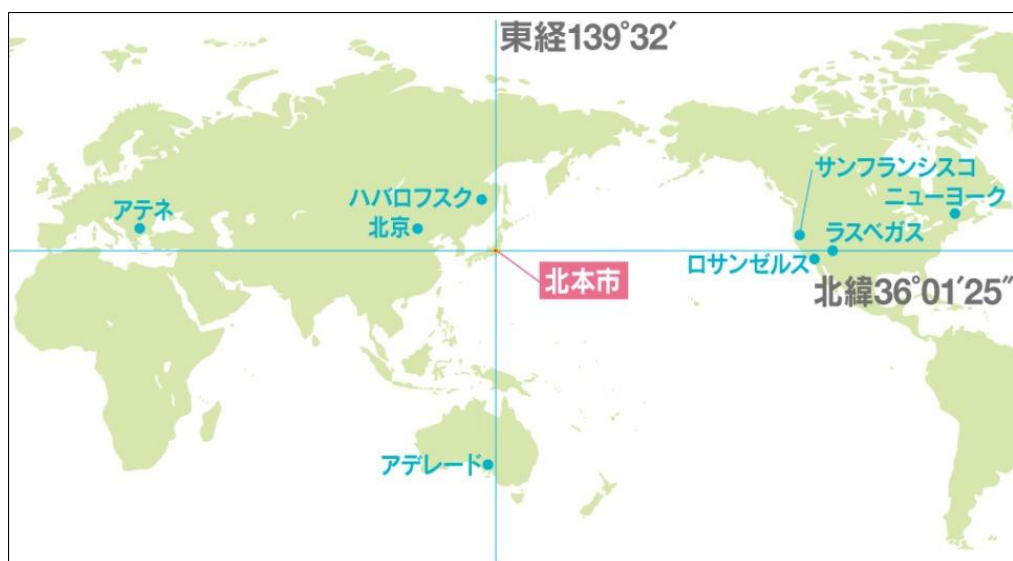 東経139°32′
サンフランシスコ
ハバロフスク
ニューヨーク
アテネ
北京
ラスベガス
ロサンゼルス
北本市
北緯36°01′25″
アデレード